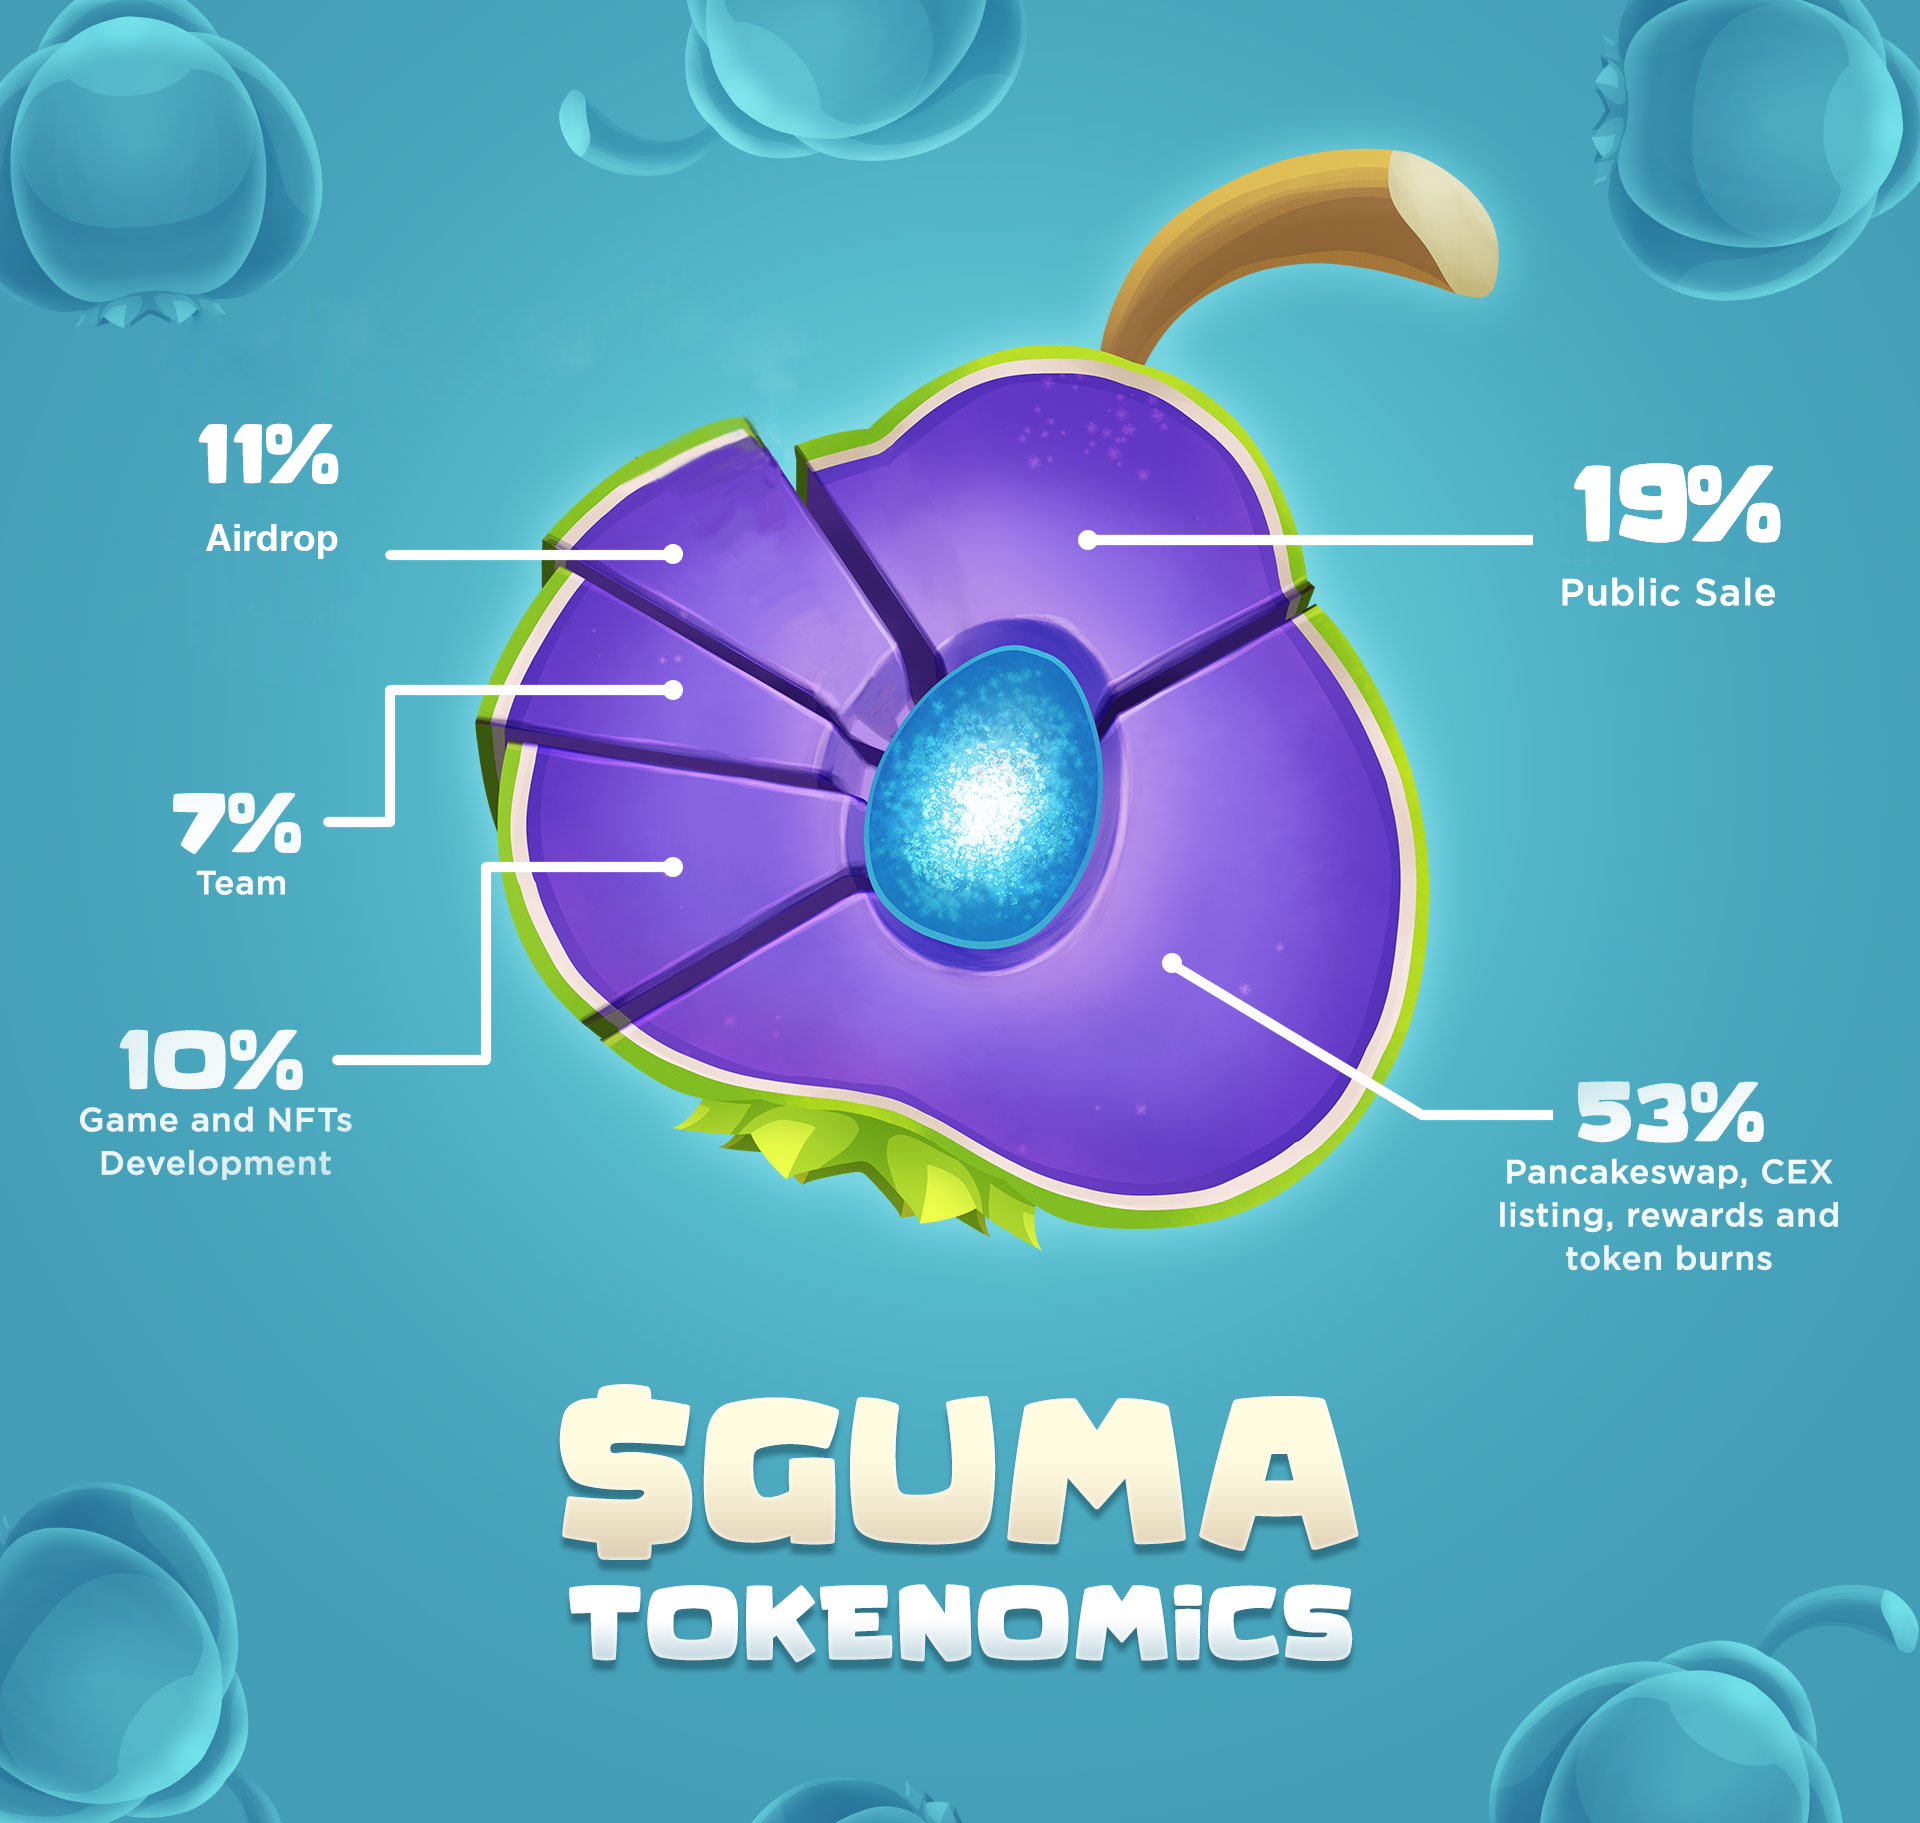 11%
Airdrop
19%
Public Sale
7%
Team
10%
Game and NFTs
Development
53%
Pancakeswap, CEX
listing, rewards and
token burns
$GUMA
TOKENOMiCS